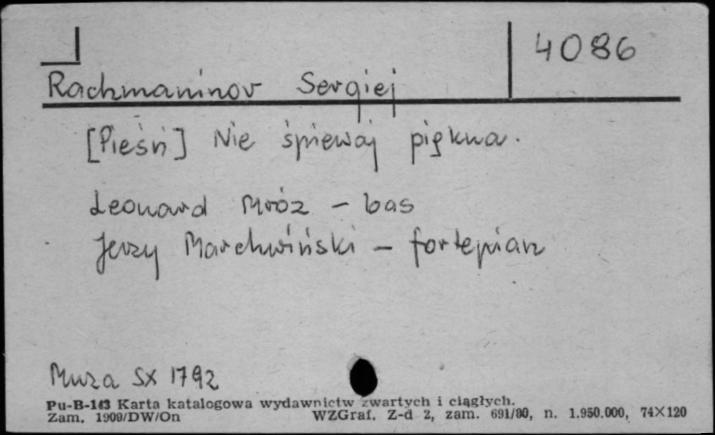 4086
Rachmaninov Sergiej
[Pieśń] Nie śpiewaj piękna.
Leonard Mróz - bas
Jerzy Marchwiński - fortepian
Muza SX 1792
Pu-B-143 Karta katalogowa wydawnictw zwartych i ciągłych.
Zam. 1909/DW/On WZGraf. Z-d 2, zam. 691/80, n. 1.950.000, 74X120